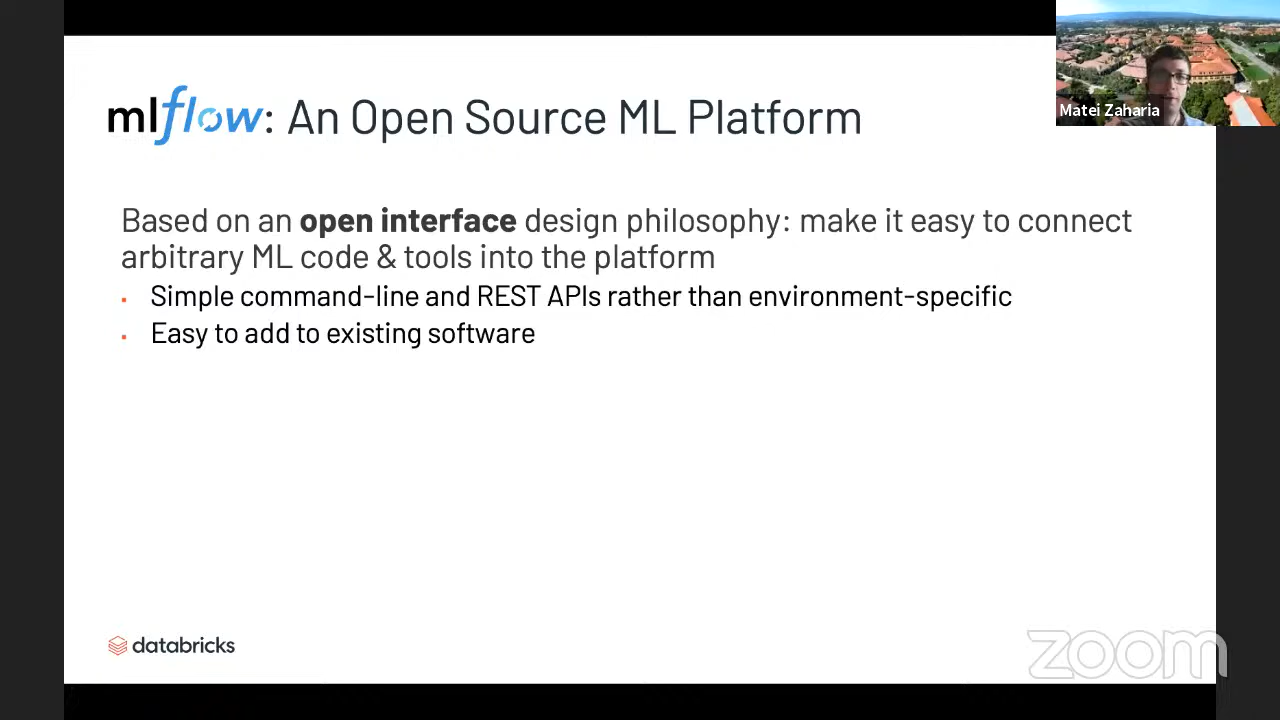 mlflow: An Open Source ML Platform
Matei Zaharia
Based on an open interface design philosophy: make it easy to connect
arbitrary ML code & tools into the platform
▪ Simple command-line and REST APIs rather than environment-specific
▪ Easy to add to existing software
databricks
zoom